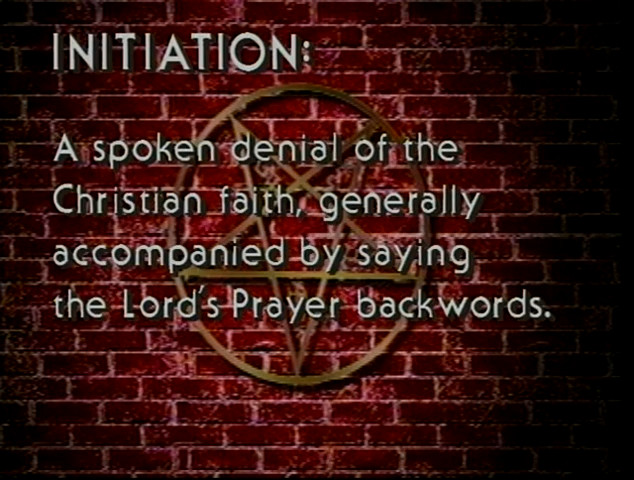 INITIATION:
A spoken denial of the
Christian faith, generally
accompanied by saying
the Lord's Prayer backwords.